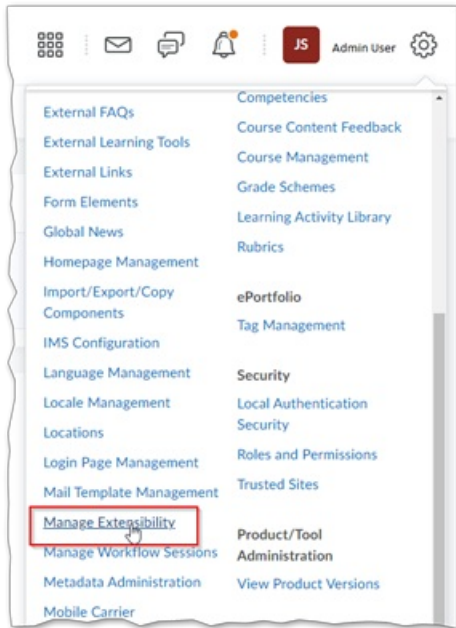 JS Admin User
External FAQs
External Learning Tools
External Links
Form Elements
Global News
Homepage Management
Import/Export/Copy
Components
IMS Configuration
Language Management
Locale Management
Locations
Login Page Management
Mail Template Management
Manage Extensibility
Manage Workflow Sessions
Metadata Administration
Mobile Carrier
Competencies
Course Content Feedback
Course Management
Grade Schemes
Learning Activity Library
Rubrics
ePortfolio
Tag Management
Security
Local Authentication
Security
Roles and Permissions
Trusted Sites
Product/Tool
Administration
View Product Versions